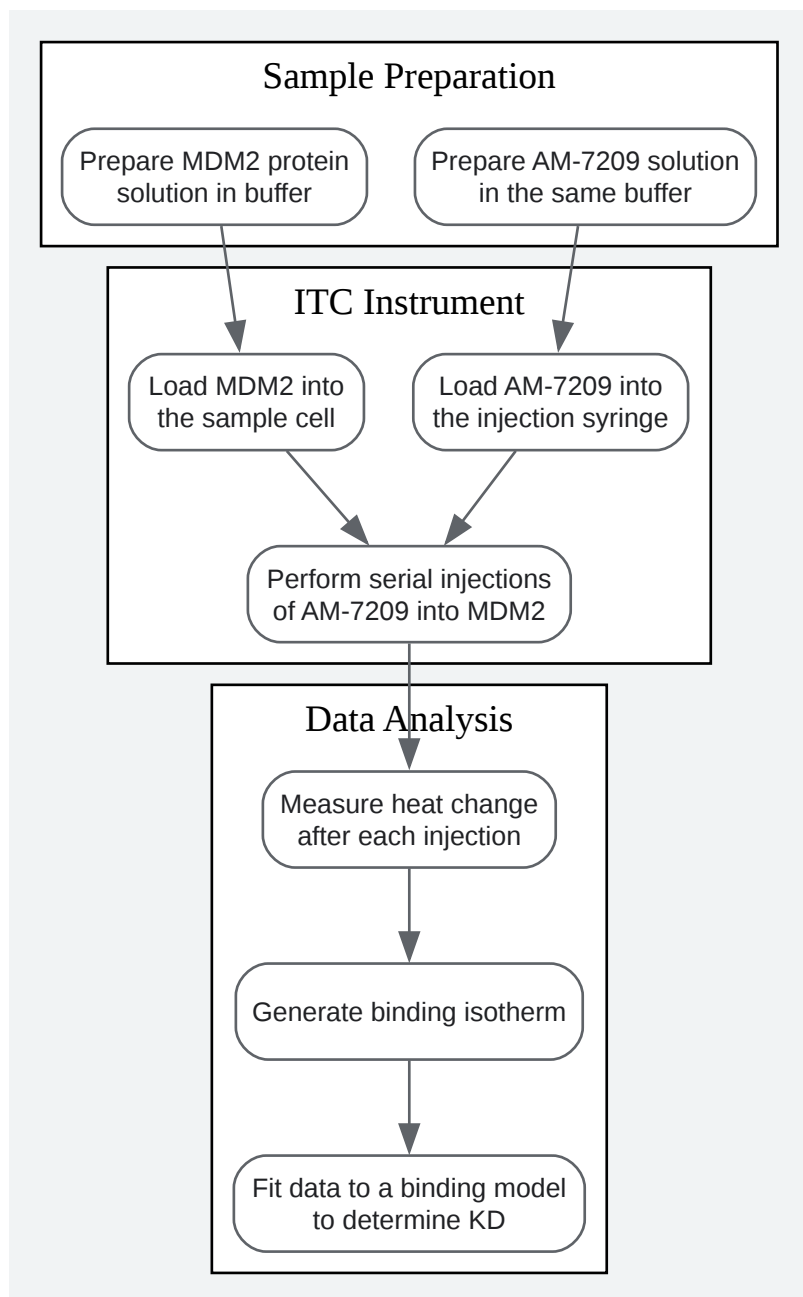 Sample Preparation
Prepare MDM2 protein
solution in buffer
Prepare AM-7209 solution
in the same buffer
ITC Instrument
Load MDM2 into
the sample cell
Load AM-7209 into
the injection syringe
Perform serial injections
of AM-7209 into MDM2
Data Analysis
Measure heat change
after each injection
Generate binding isotherm
Fit data to a binding model
to determine KD